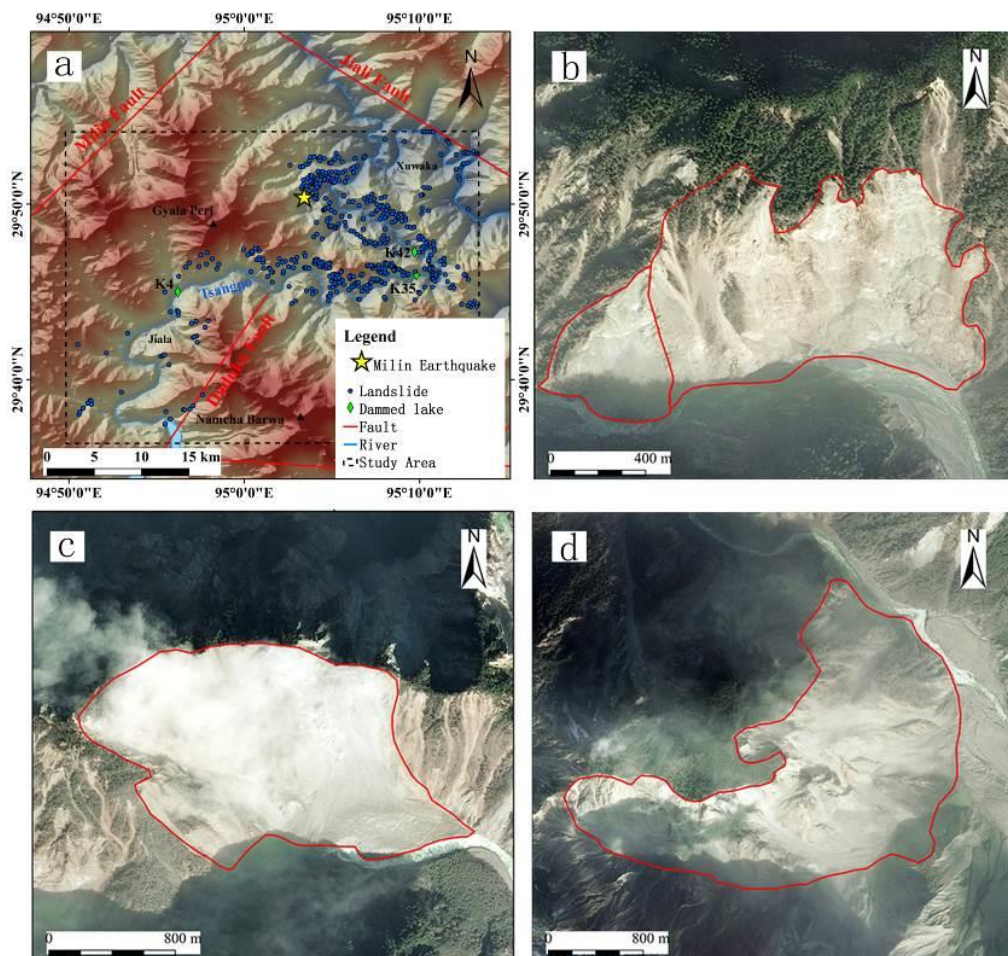 94°50'0"E 95°0'0"E 95°10'0"E
a
N
Milin Fault
Jiali Fault
Xuwaka
29°50'0"N
29°50'0"N
Gyala Peri
K42
K4
K35
Tsangpo
Jiala
Fault
Namcha Barwa
29°40'0"N
29°40'0"N
Legend
Milin Earthquake
Landslide
Dammed lake
Fault
River
Study Area
0 5 10 15 km
94°50'0"E 95°0'0"E 95°10'0"E
b
N
0 400 m
c
N
0 800 m
d
N
0 800 m